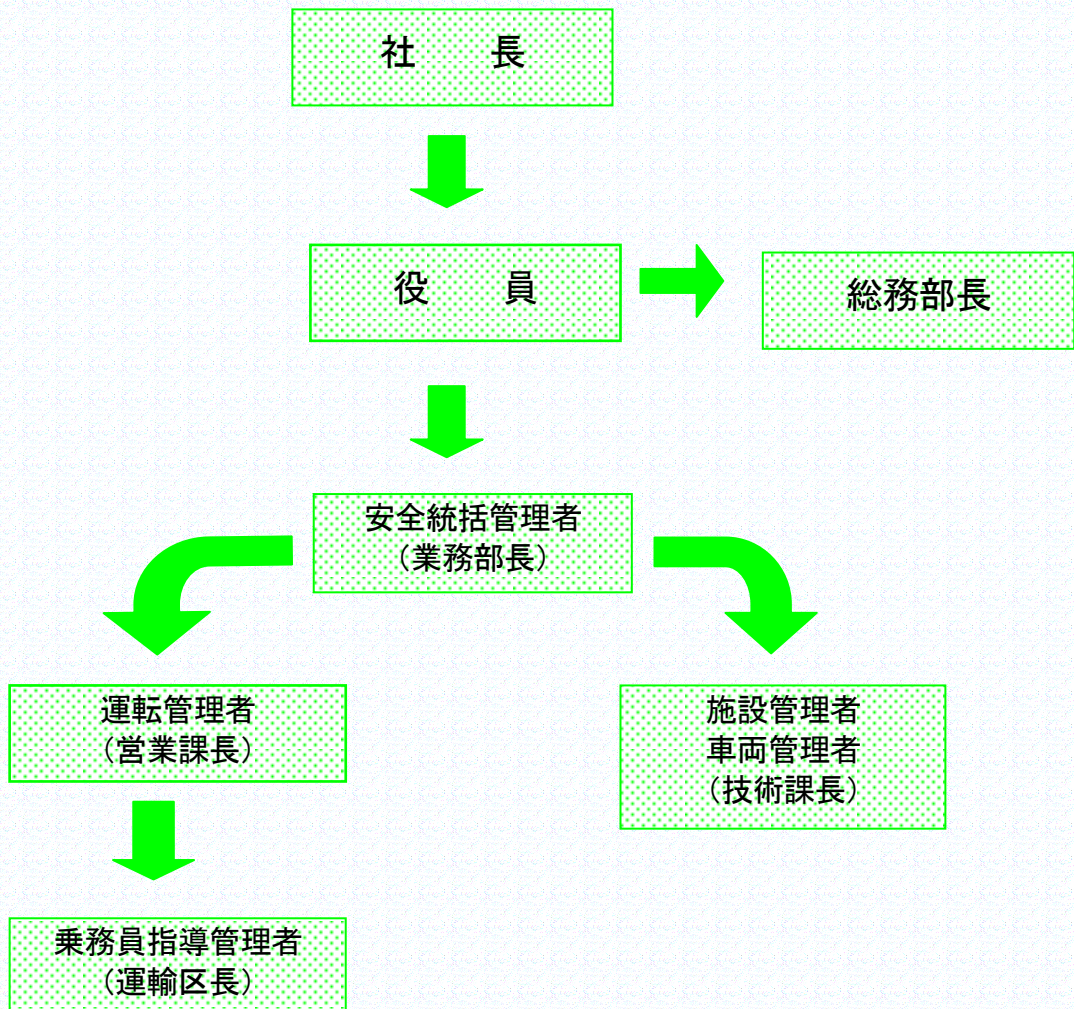 社　　長
役　　員
総務部長
安全統括管理者
（業務部長）
運転管理者
（営業課長）
施設管理者
車両管理者
（技術課長）
乗務員指導管理者
（運輸区長）